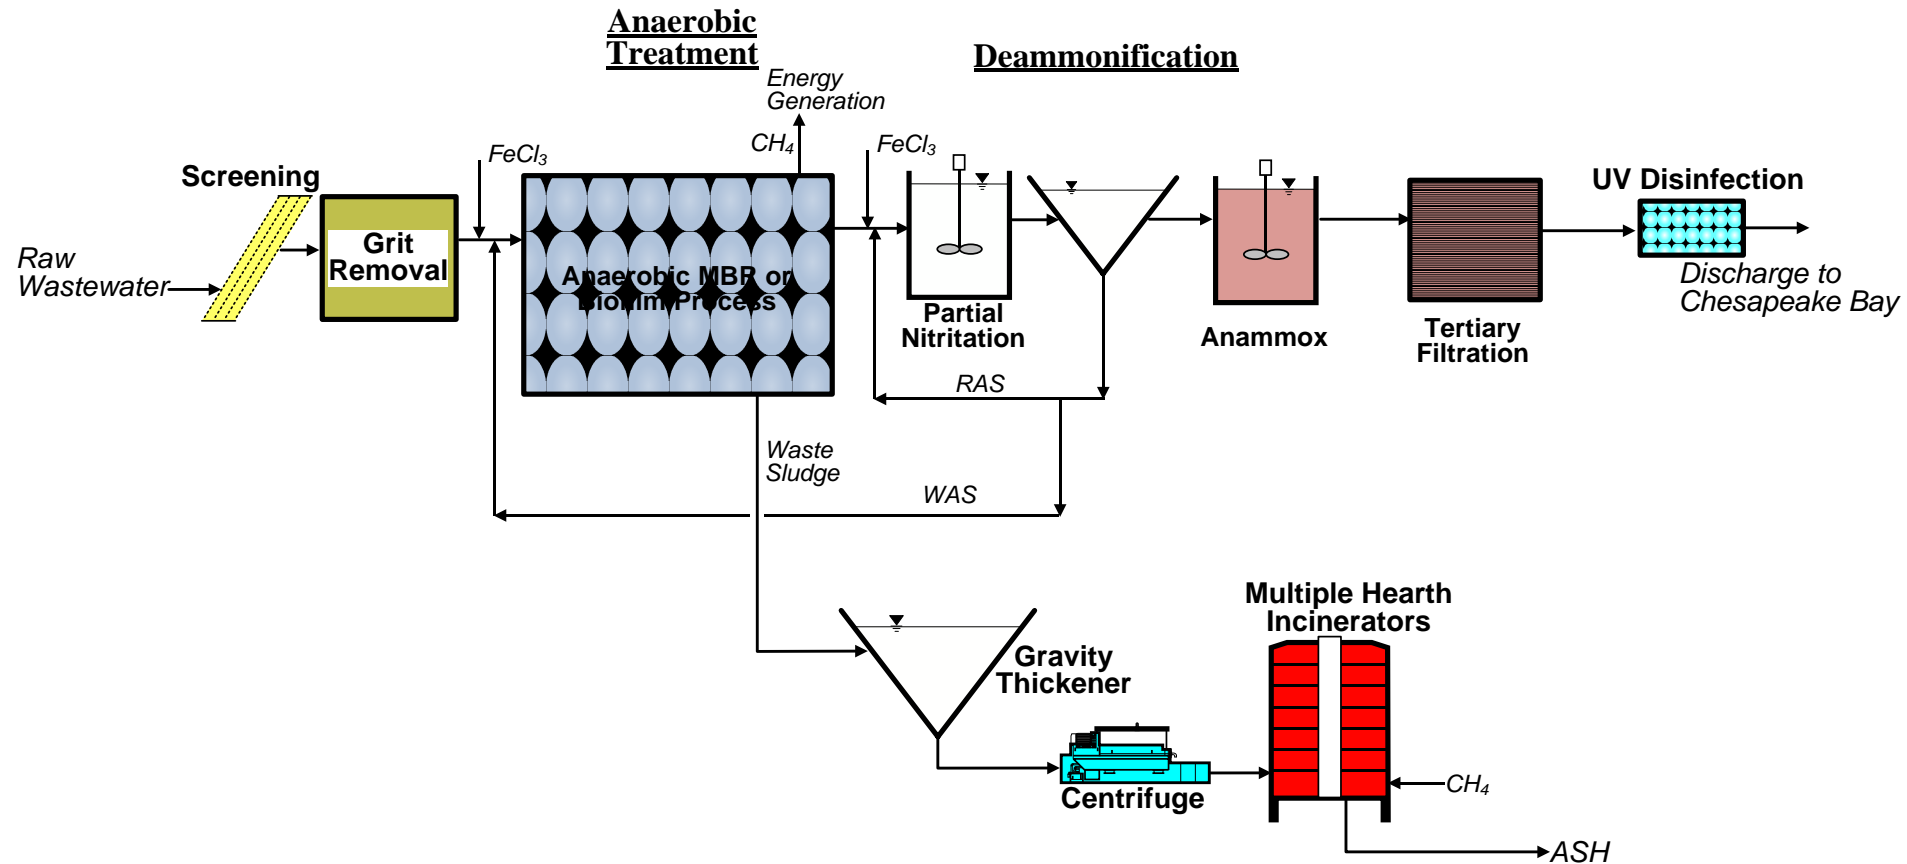 Anaerobic
Treatment
Deammonification
Energy
Generation
CH₄
FeCl₃
FeCl₃
Screening
UV Disinfection
Grit
Removal
Raw
Wastewater
Anaerobic MBR or
Biofilm Process
Partial
Nitritation
Anammox
Tertiary
Filtration
Discharge to
Chesapeake Bay
RAS
Waste
Sludge
WAS
Multiple Hearth
Incinerators
Gravity
Thickener
Centrifuge
CH₄
ASH